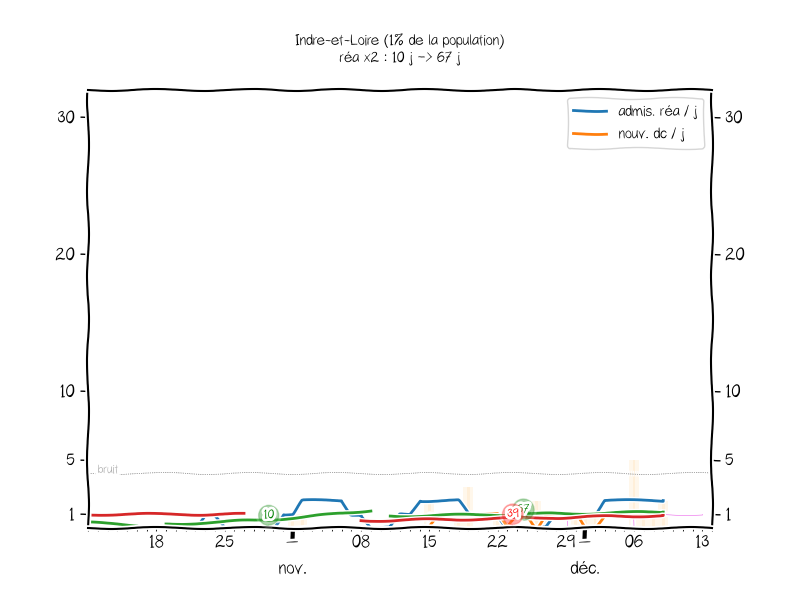 Indre-et-Loire (1% de la population)
réa x2 : 10 j -> 67 j
admis. réa / j
nouv. dc / j
30
30
20
20
10
10
5
5
bruit
1
1
10
39
18
25
08
15
22
29
06
13
nov.
déc.